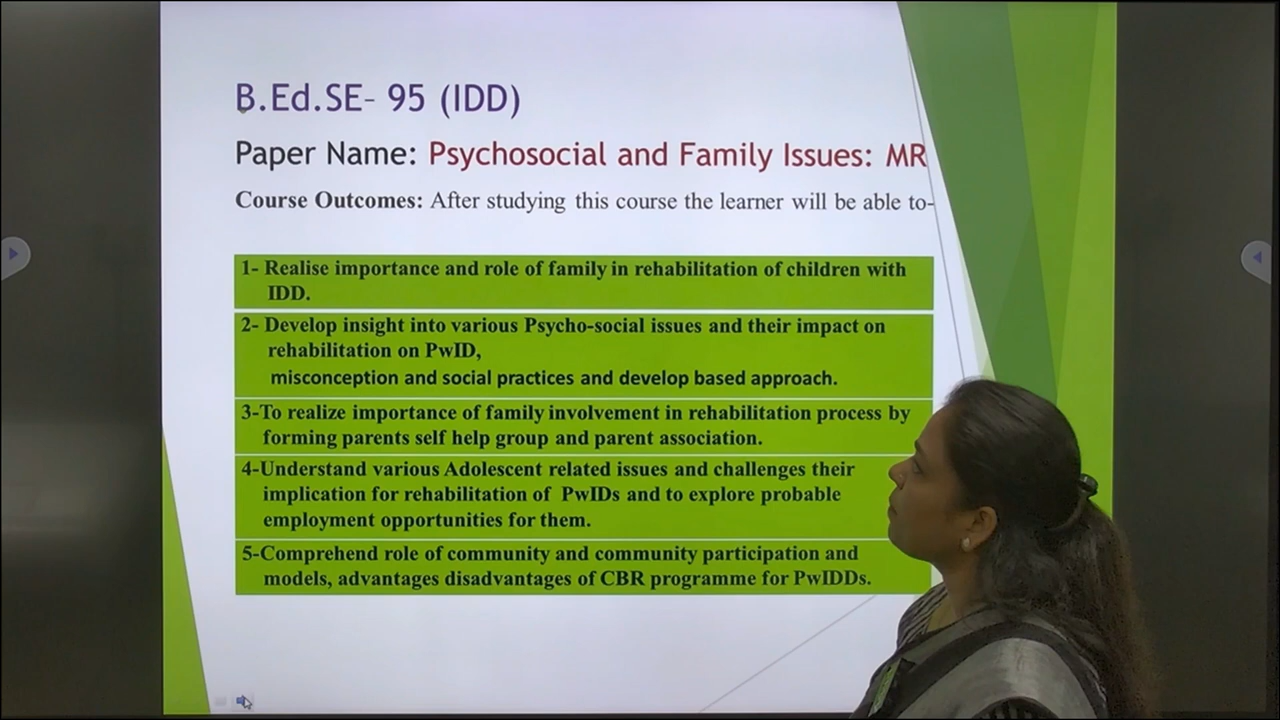 B.Ed.SE- 95 (IDD)
Paper Name: Psychosocial and Family Issues: MR
Course Outcomes: After studying this course the learner will be able to-
1- Realise importance and role of family in rehabilitation of children with
IDD.
2- Develop insight into various Psycho-social issues and their impact on
rehabilitation on PwID,
misconception and social practices and develop based approach.
3-To realize importance of family involvement in rehabilitation process by
forming parents self help group and parent association.
4-Understand various Adolescent related issues and challenges their
implication for rehabilitation of PwIDs and to explore probable
employment opportunities for them.
5-Comprehend role of community and community participation and
models, advantages disadvantages of CBR programme for PwIDDs.